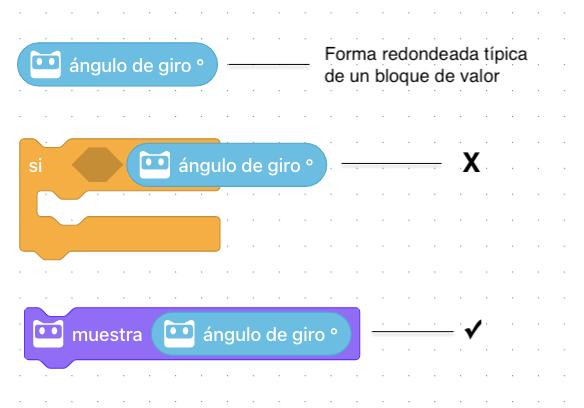 ángulo de giro °
Forma redondeada típica
de un bloque de valor
si
ángulo de giro °
X
muestra
ángulo de giro °
✓